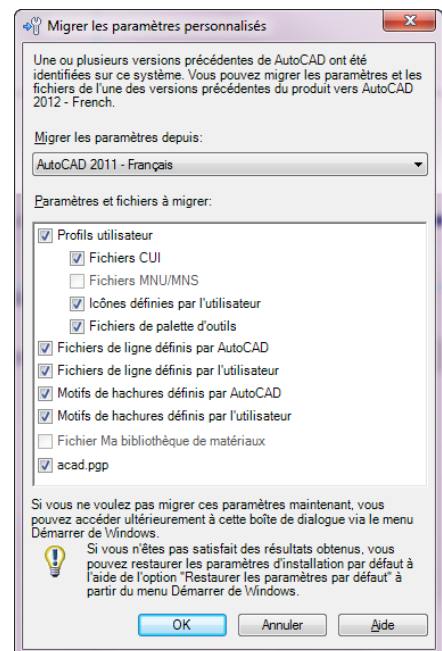 Migrer les paramètres personnalisés
Une ou plusieurs versions précédentes de AutoCAD ont été
identifiées sur ce système. Vous pouvez migrer les paramètres et les
fichiers de l'une des versions précédentes du produit vers AutoCAD
2012 - French.
Migrer les paramètres depuis:
AutoCAD 2011 - Français
Paramètres et fichiers à migrer:
Profils utilisateur
Fichiers CUI
Fichiers MNU/MNS
Icônes définies par l'utilisateur
Fichiers de palette d'outils
Fichiers de ligne définis par AutoCAD
Fichiers de ligne définis par l'utilisateur
Motifs de hachures définis par AutoCAD
Motifs de hachures définis par l'utilisateur
Fichier Ma bibliothèque de matériaux
acad.pgp
Si vous ne voulez pas migrer ces paramètres maintenant, vous
pouvez accéder ultérieurement à cette boîte de dialogue via le menu
Démarrer de Windows.
Si vous n'êtes pas satisfait des résultats obtenus, vous
pouvez restaurer les paramètres d'installation par défaut à
l'aide de l'option "Restaurer les paramètres par défaut" à
partir du menu Démarrer de Windows.
OK
Annuler
Aide